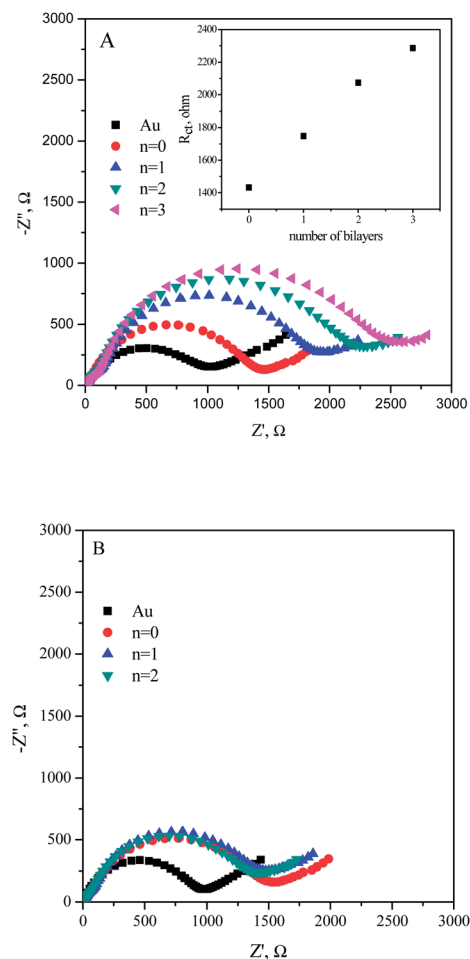 A
Au
n=0
n=1
n=2
n=3
-Z", Ω
3000
2500
2000
1500
1000
500
0
0 500 1000 1500 2000 2500 3000
Z', Ω
R_ct, ohm
2400
2200
2000
1800
1600
1400
0 1 2 3
number of bilayers
B
Au
n=0
n=1
n=2
-Z", Ω
3000
2500
2000
1500
1000
500
0
0 500 1000 1500 2000 2500 3000
Z', Ω